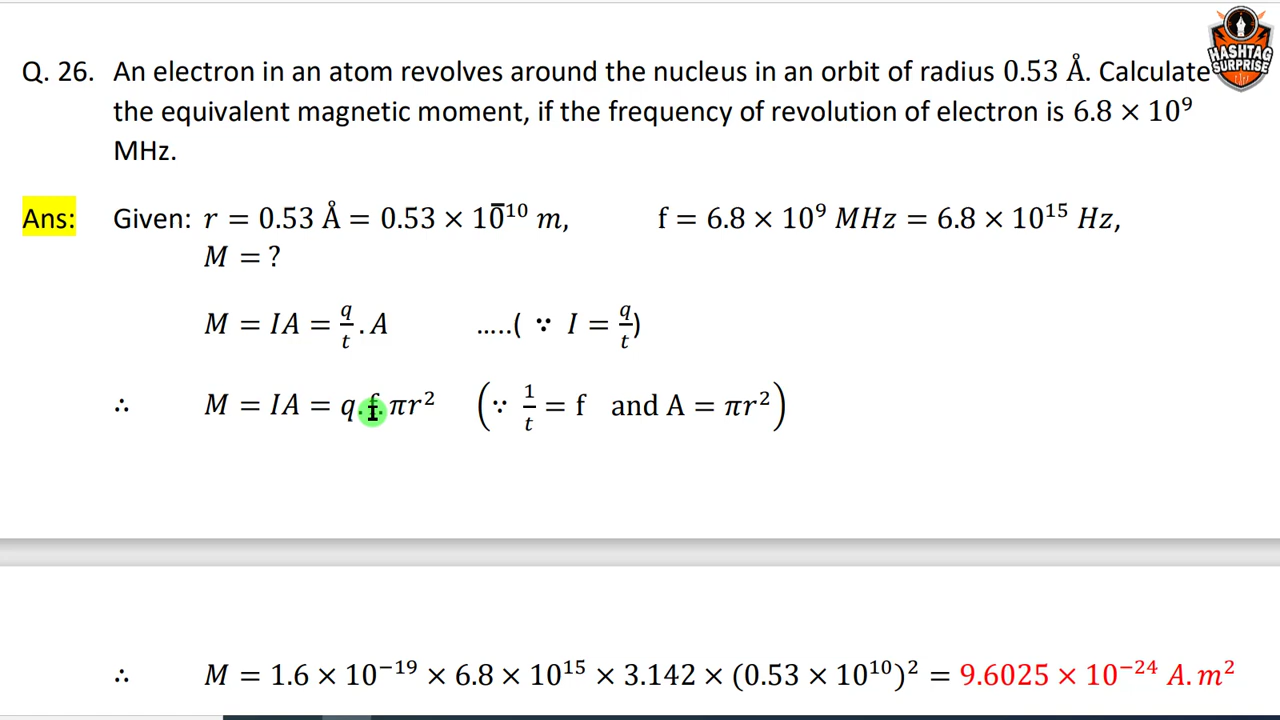 HASHTAG
SURPRISE
Q. 26. An electron in an atom revolves around the nucleus in an orbit of radius 0.53 Å. Calculate
the equivalent magnetic moment, if the frequency of revolution of electron is 6.8 × 10⁹
MHz.
Ans: Given: r = 0.53 Å = 0.53 × 10̅¹⁰ m, f = 6.8 × 10⁹ MHz = 6.8 × 10¹⁵ Hz,
M = ?
M = IA = q/t . A .....( ∵ I = q/t)
∴ M = IA = q.f.πr² (∵ 1/t = f and A = πr²)
∴ M = 1.6 × 10⁻¹⁹ × 6.8 × 10¹⁵ × 3.142 × (0.53 × 10¹⁰)² = 9.6025 × 10⁻²⁴ A.m²